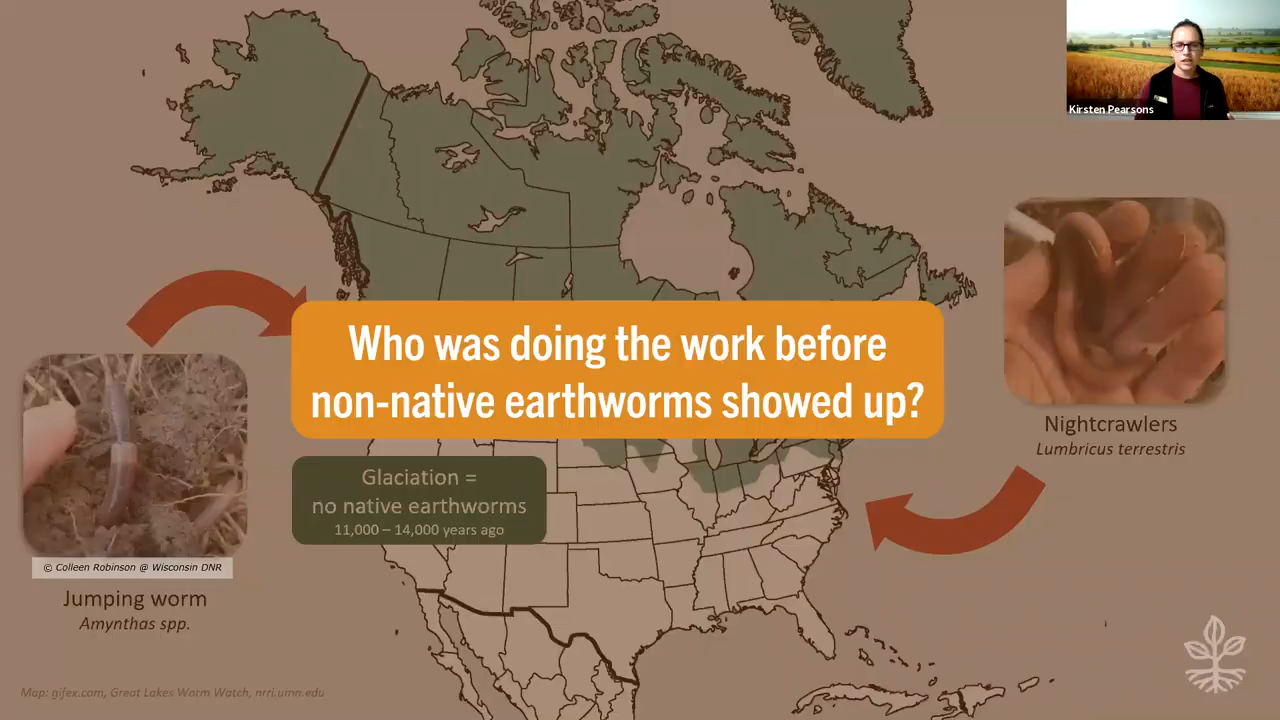 Kirsten Pearsons
Who was doing the work before
non-native earthworms showed up?
Nightcrawlers
Lumbricus terrestris
Glaciation =
no native earthworms
11,000 – 14,000 years ago
© Colleen Robinson @ Wisconsin DNR
Jumping worm
Amynthas spp.
Map: gifex.com, Great Lakes Worm Watch, nrri.umn.edu